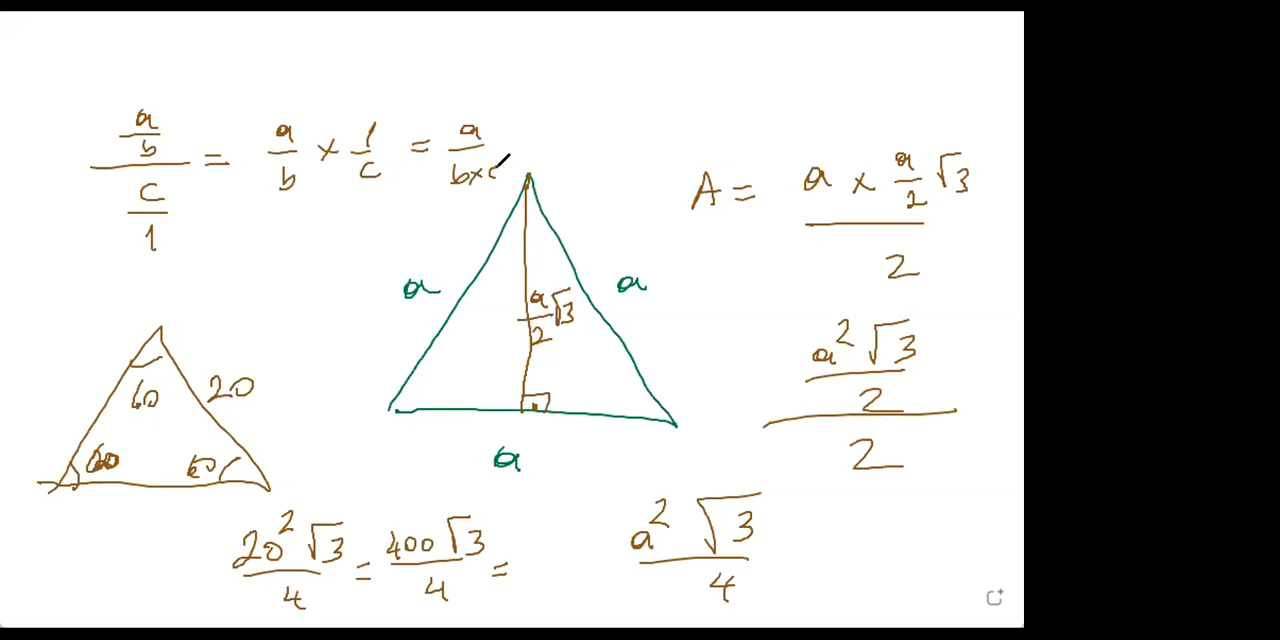 a/b / c/1 = a/b × 1/c = a/b×c
A = a × a/2 √3 / 2
a
a
a/2 √3
a² √3 / 2 / 2
60
20
60
60
a
20² √3 / 4 = 400 √3 / 4 =
a² √3 / 4